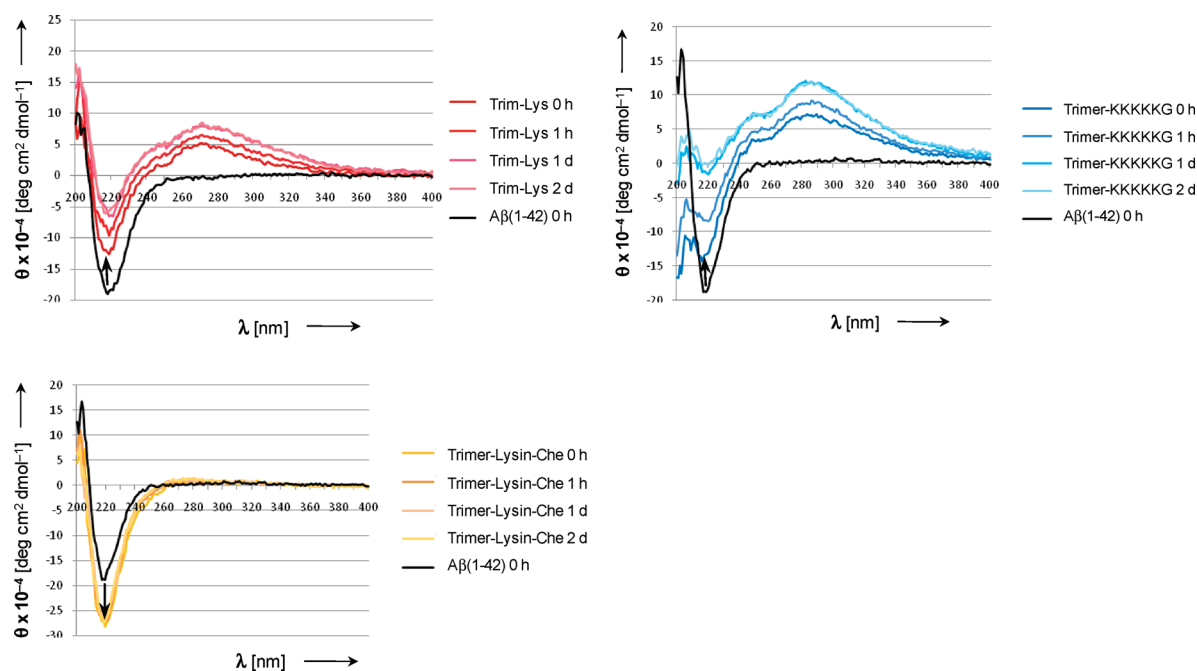 25
20
15
10
5
0
-5
-10
-15
-20
200 220 240 260 280 300 320 340 360 380 400
θ x 10⁻⁴ [deg cm² dmol⁻¹]
λ [nm]
Trim-Lys 0 h
Trim-Lys 1 h
Trim-Lys 1 d
Trim-Lys 2 d
Aβ(1-42) 0 h
20
15
10
5
0
-5
-10
-15
-20
200 220 240 260 280 300 320 340 360 380 400
θ x 10⁻⁴ [deg cm² dmol⁻¹]
λ [nm]
Trimer-KKKKKG 0 h
Trimer-KKKKKG 1 h
Trimer-KKKKKG 1 d
Trimer-KKKKKG 2 d
Aβ(1-42) 0 h
20
15
10
5
0
-5
-10
-15
-20
-25
-30
200 220 240 260 280 300 320 340 360 380 400
θ x 10⁻⁴ [deg cm² dmol⁻¹]
λ [nm]
Trimer-Lysin-Che 0 h
Trimer-Lysin-Che 1 h
Trimer-Lysin-Che 1 d
Trimer-Lysin-Che 2 d
Aβ(1-42) 0 h